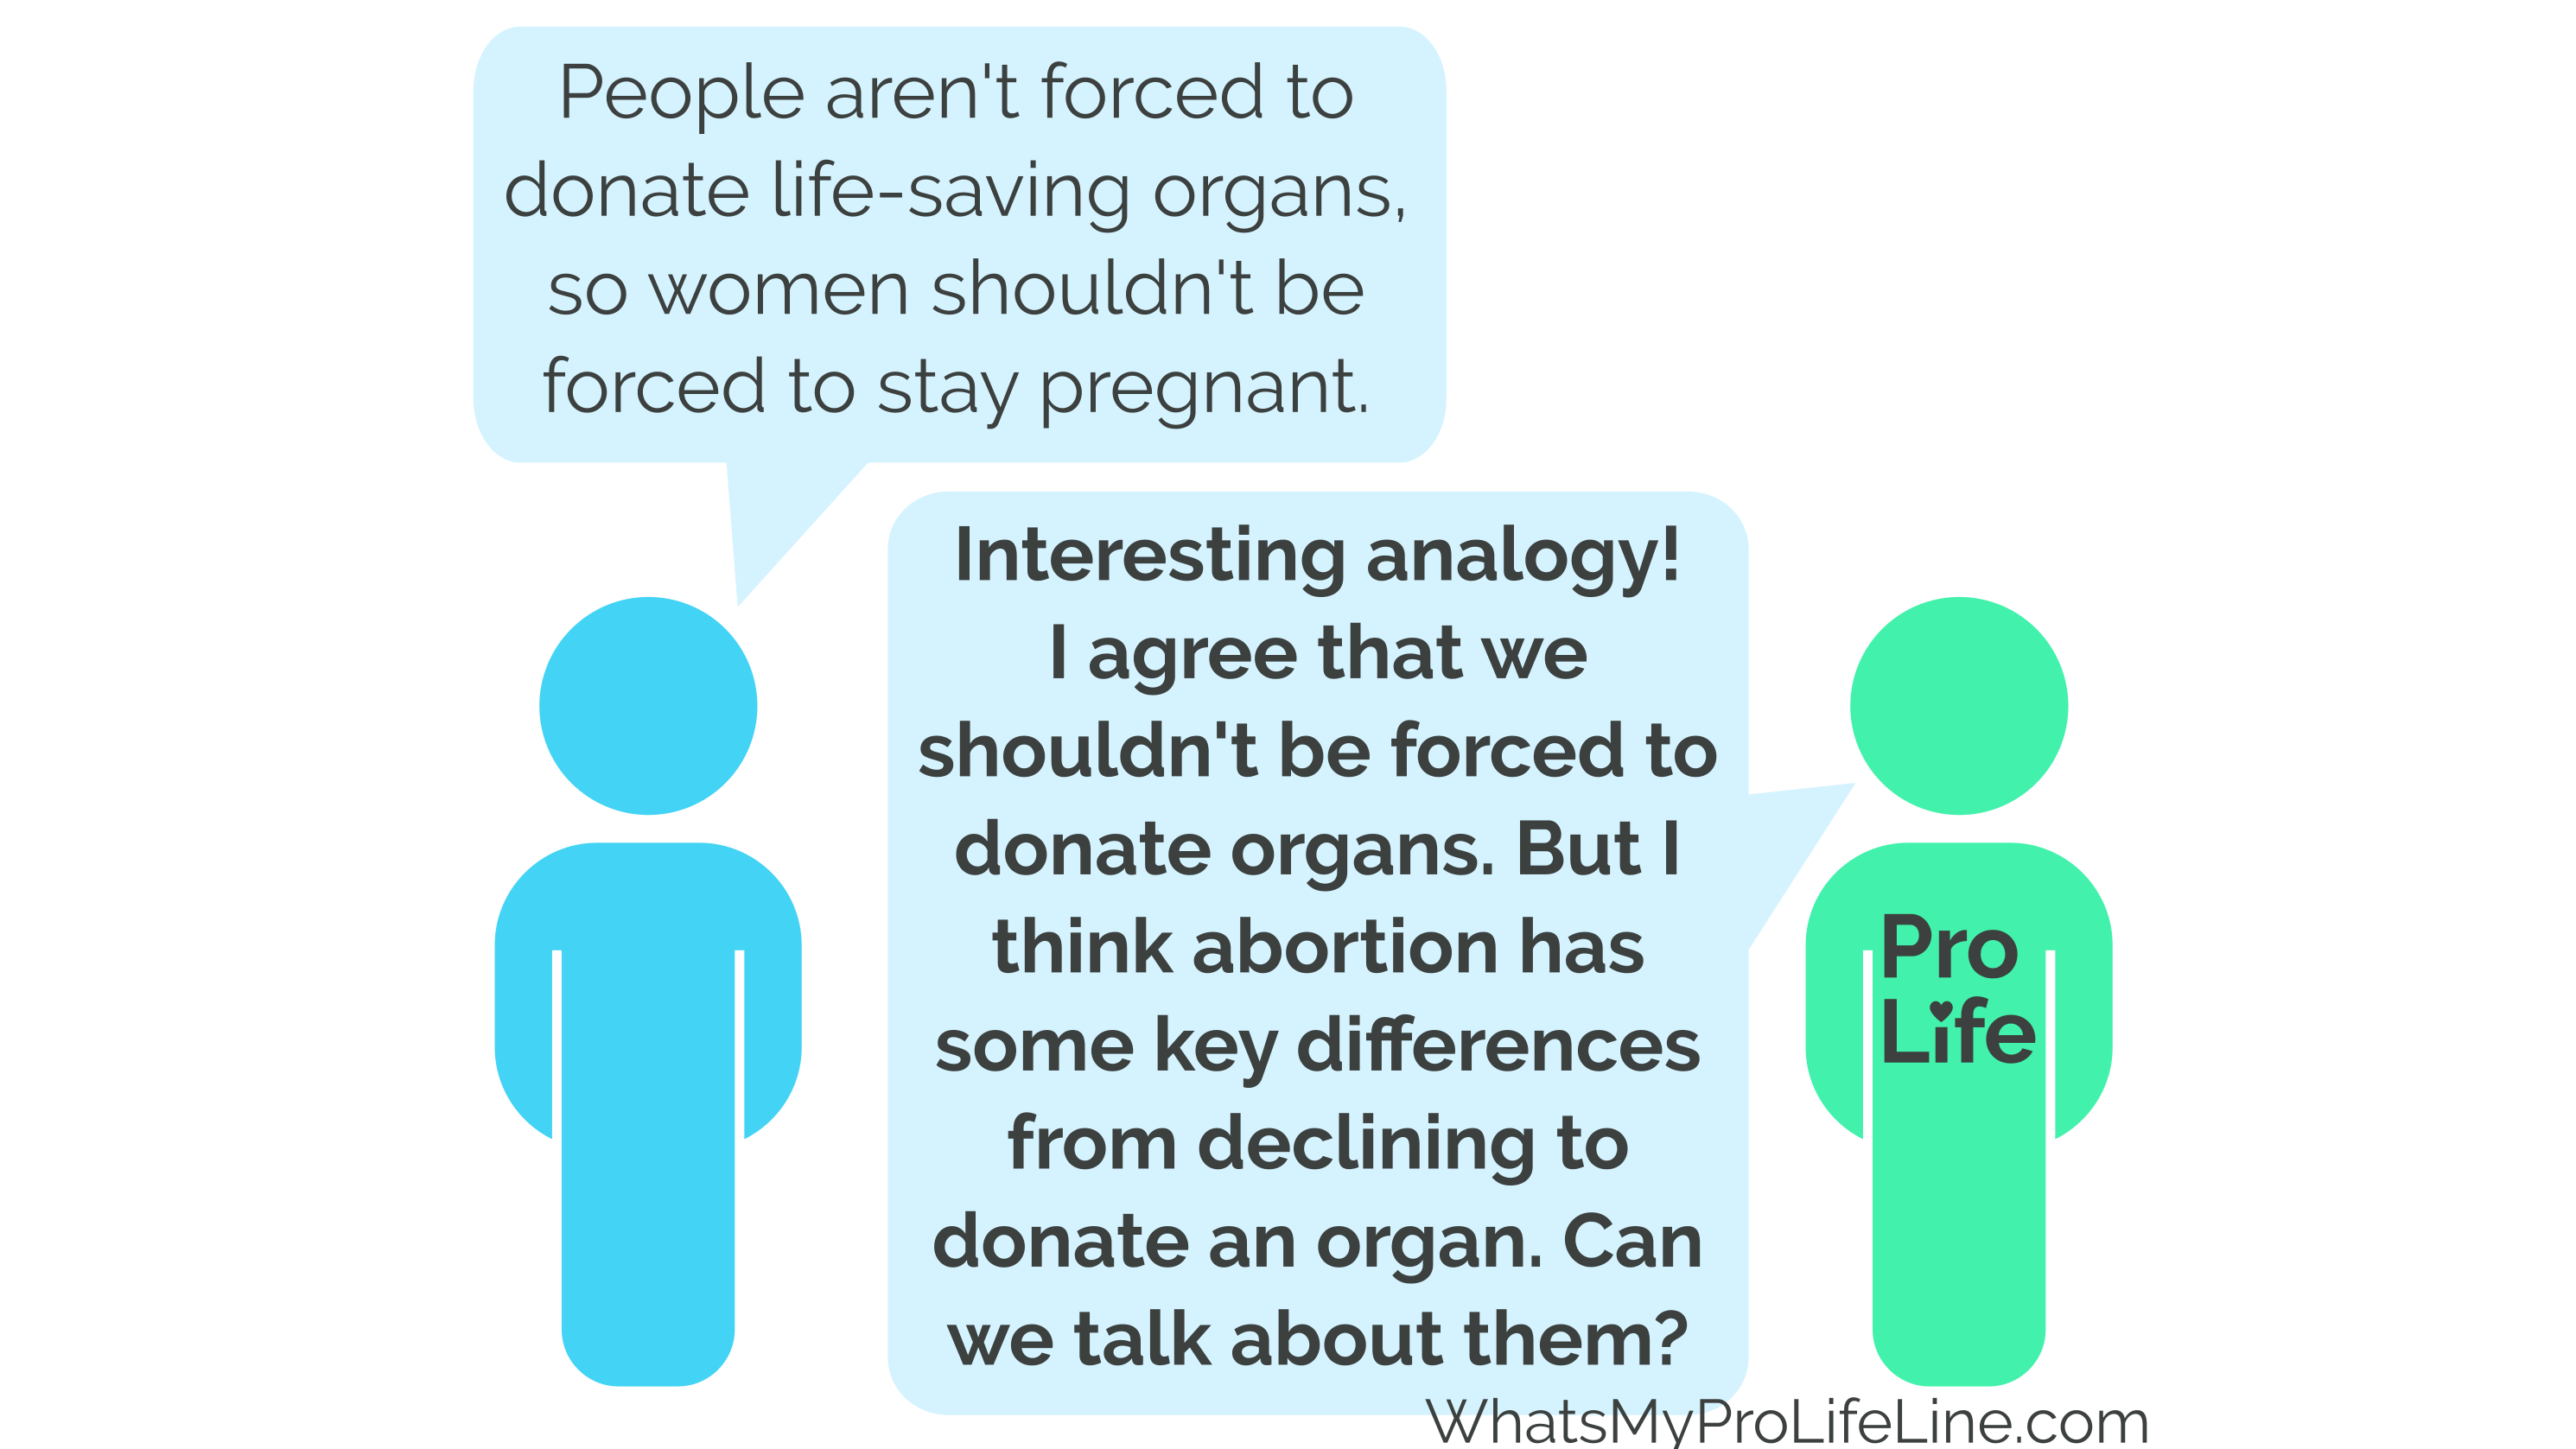 People aren't forced to
donate life-saving organs,
so women shouldn't be
forced to stay pregnant.
Interesting analogy!
I agree that we
shouldn't be forced to
donate organs. But I
think abortion has
some key differences
from declining to
donate an organ. Can
we talk about them?
Pro
Life
WhatsMyProLifeLine.com